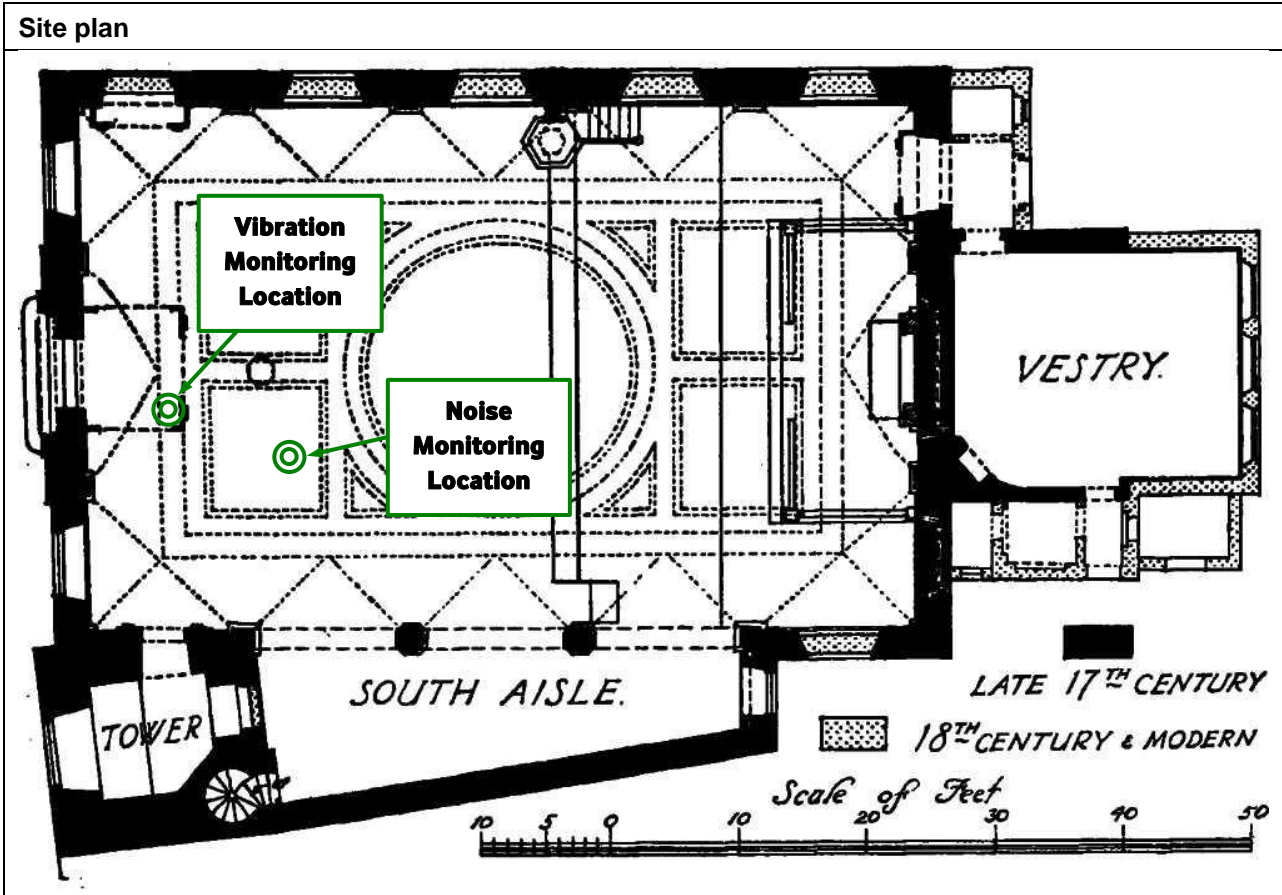 Site plan
Vibration
Monitoring
Location
Noise
Monitoring
Location
VESTRY.
SOUTH AISLE.
TOWER
LATE 17TH CENTURY
18TH CENTURY & MODERN
Scale of Feet
10 5 0 10 20 30 40 50